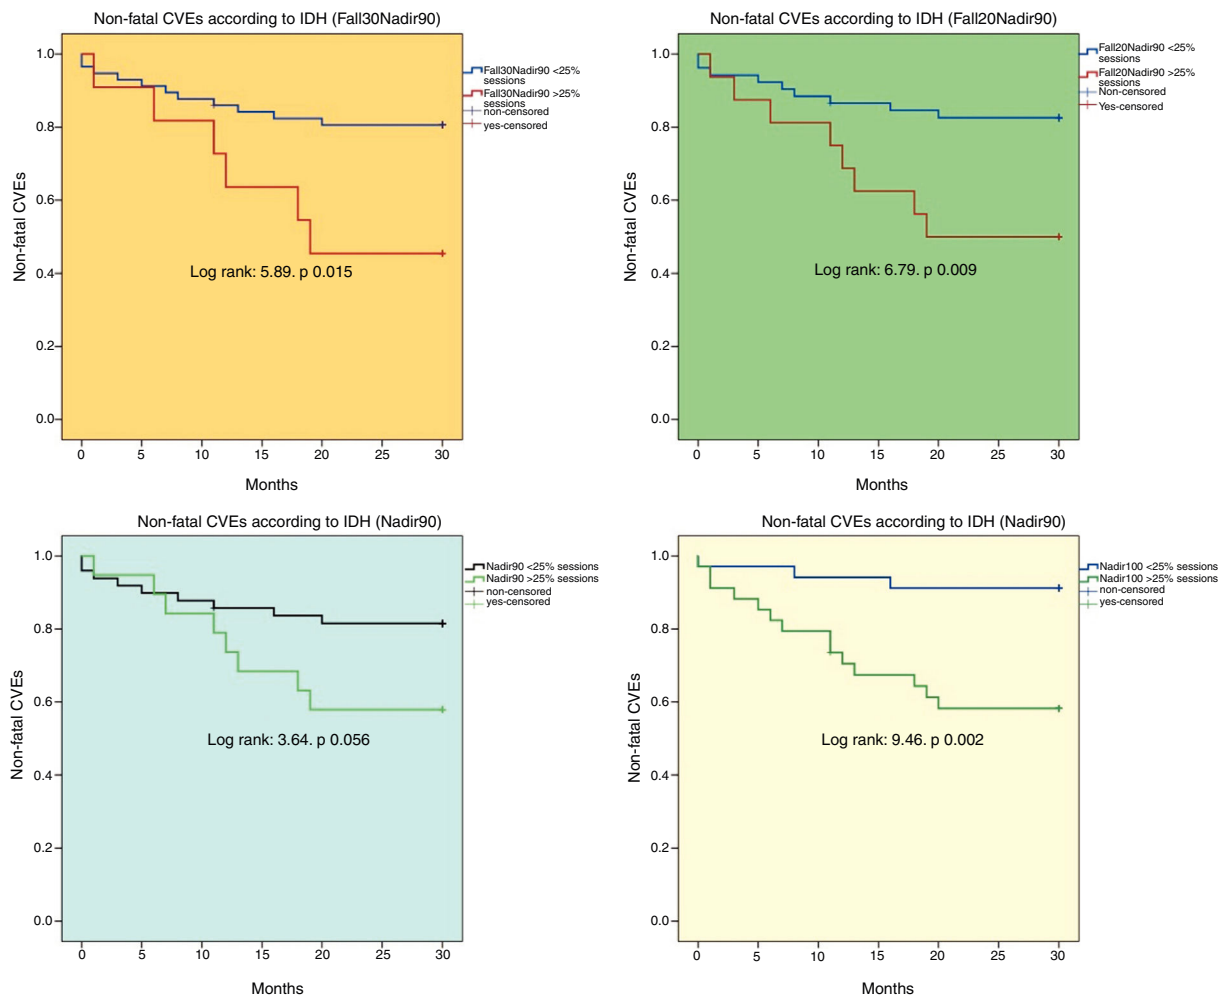 Non-fatal CVEs according to IDH (Fall30Nadir90)
Non-fatal CVEs
1.0
0.8
0.6
0.4
0.2
0.0
Log rank: 5.89. p 0.015
0 5 10 15 20 25 30
Months
Fall30Nadir90 <25%
sessions
Fall30Nadir90 >25%
sessions
non-censored
yes-censored
Non-fatal CVEs according to IDH (Fall20Nadir90)
Non-fatal CVEs
1.0
0.8
0.6
0.4
0.2
0.0
Log rank: 6.79. p 0.009
0 5 10 15 20 25 30
Months
Fall20Nadir90 <25%
sessions
Fall20Nadir90 >25%
sessions
Non-censored
Yes-censored
Non-fatal CVEs according to IDH (Nadir90)
Non-fatal CVEs
1.0
0.8
0.6
0.4
0.2
0.0
Log rank: 3.64. p 0.056
0 5 10 15 20 25 30
Months
Nadir90 <25% sessions
Nadir90 >25% sessions
non-censored
yes-censored
Non-fatal CVEs according to IDH (Nadir90)
Non-fatal CVEs
1.0
0.8
0.6
0.4
0.2
0.0
Log rank: 9.46. p 0.002
0 5 10 15 20 25 30
Months
Nadir100 <25% sessions
Nadir100 >25% sessions
non-censored
yes-censored